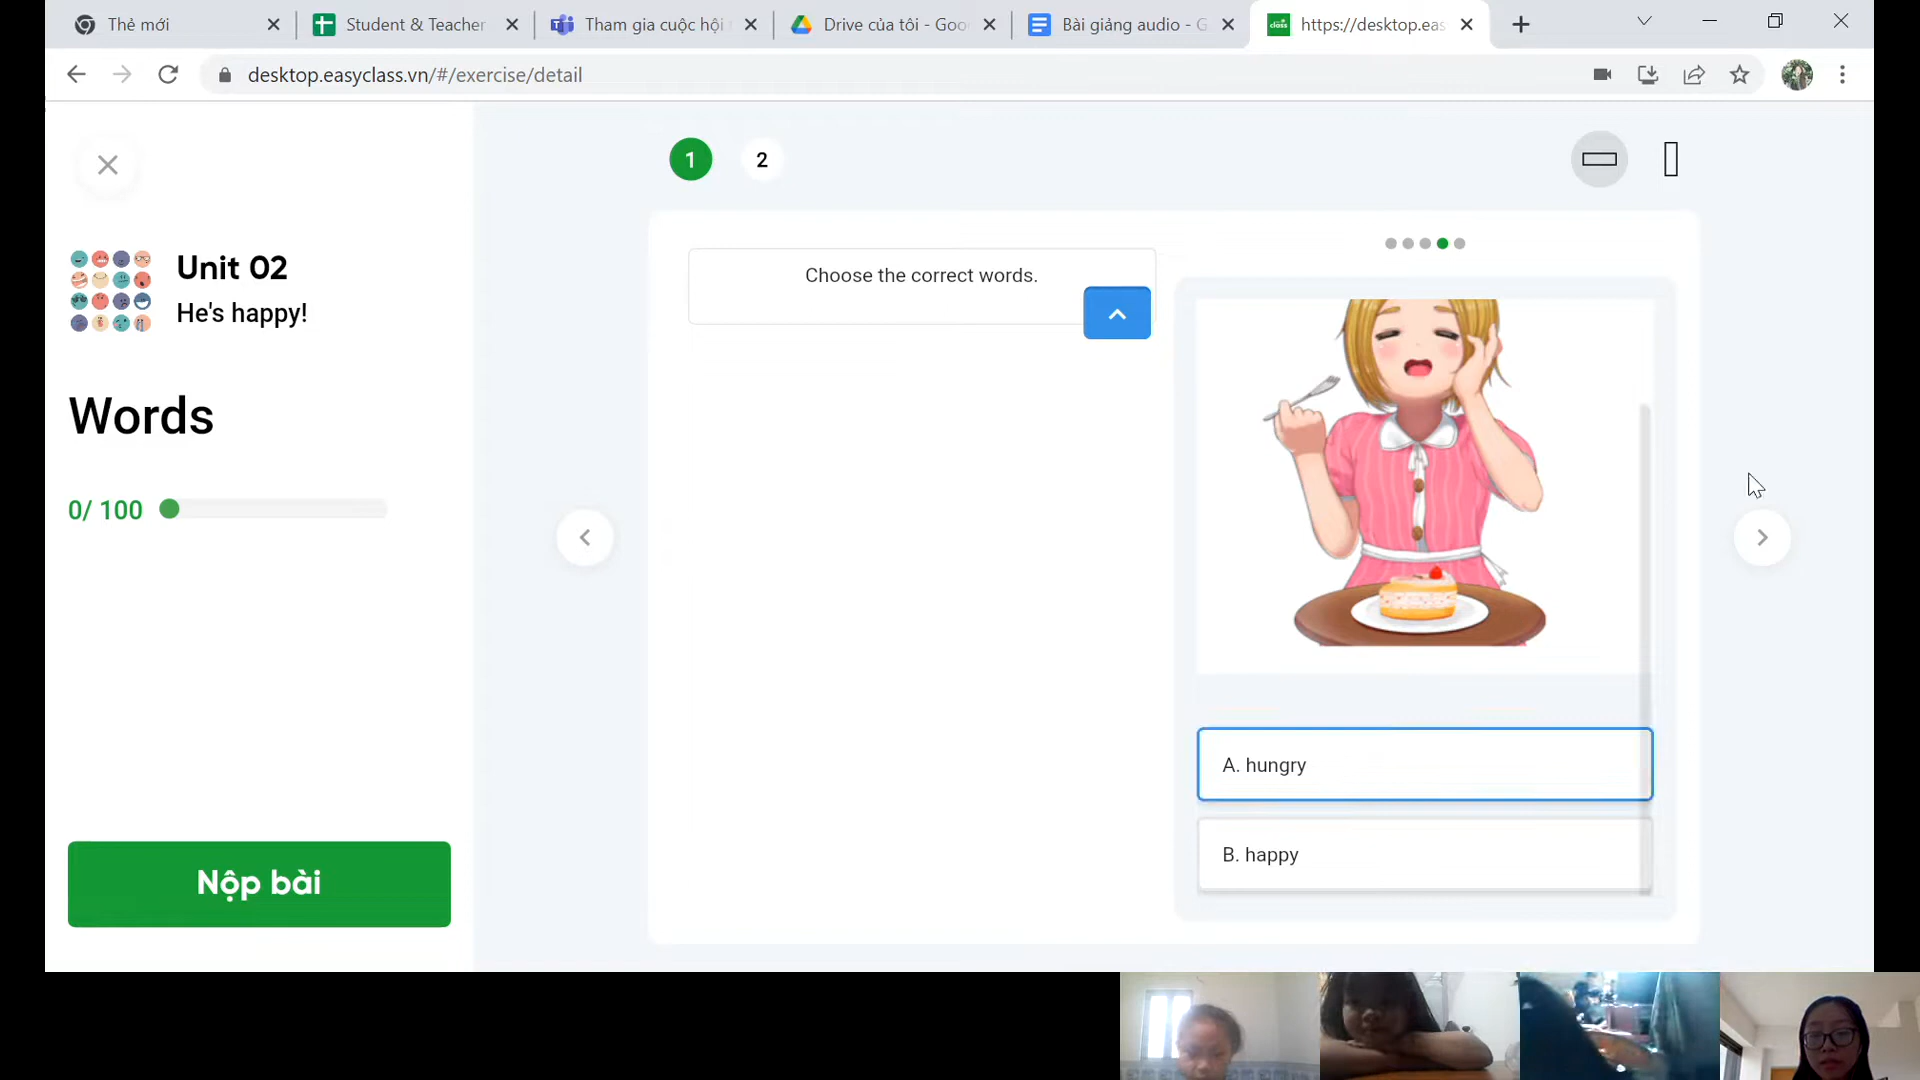 Thẻ mới
Student & Teacher
Tham gia cuộc hội
Drive của tôi - Goo
Bài giảng audio - G
class
https://desktop.eas
desktop.easyclass.vn/#/exercise/detail
1 2
Unit 02
He's happy!
Words
0/ 100
Nộp bài
Choose the correct words.
A. hungry
B. happy